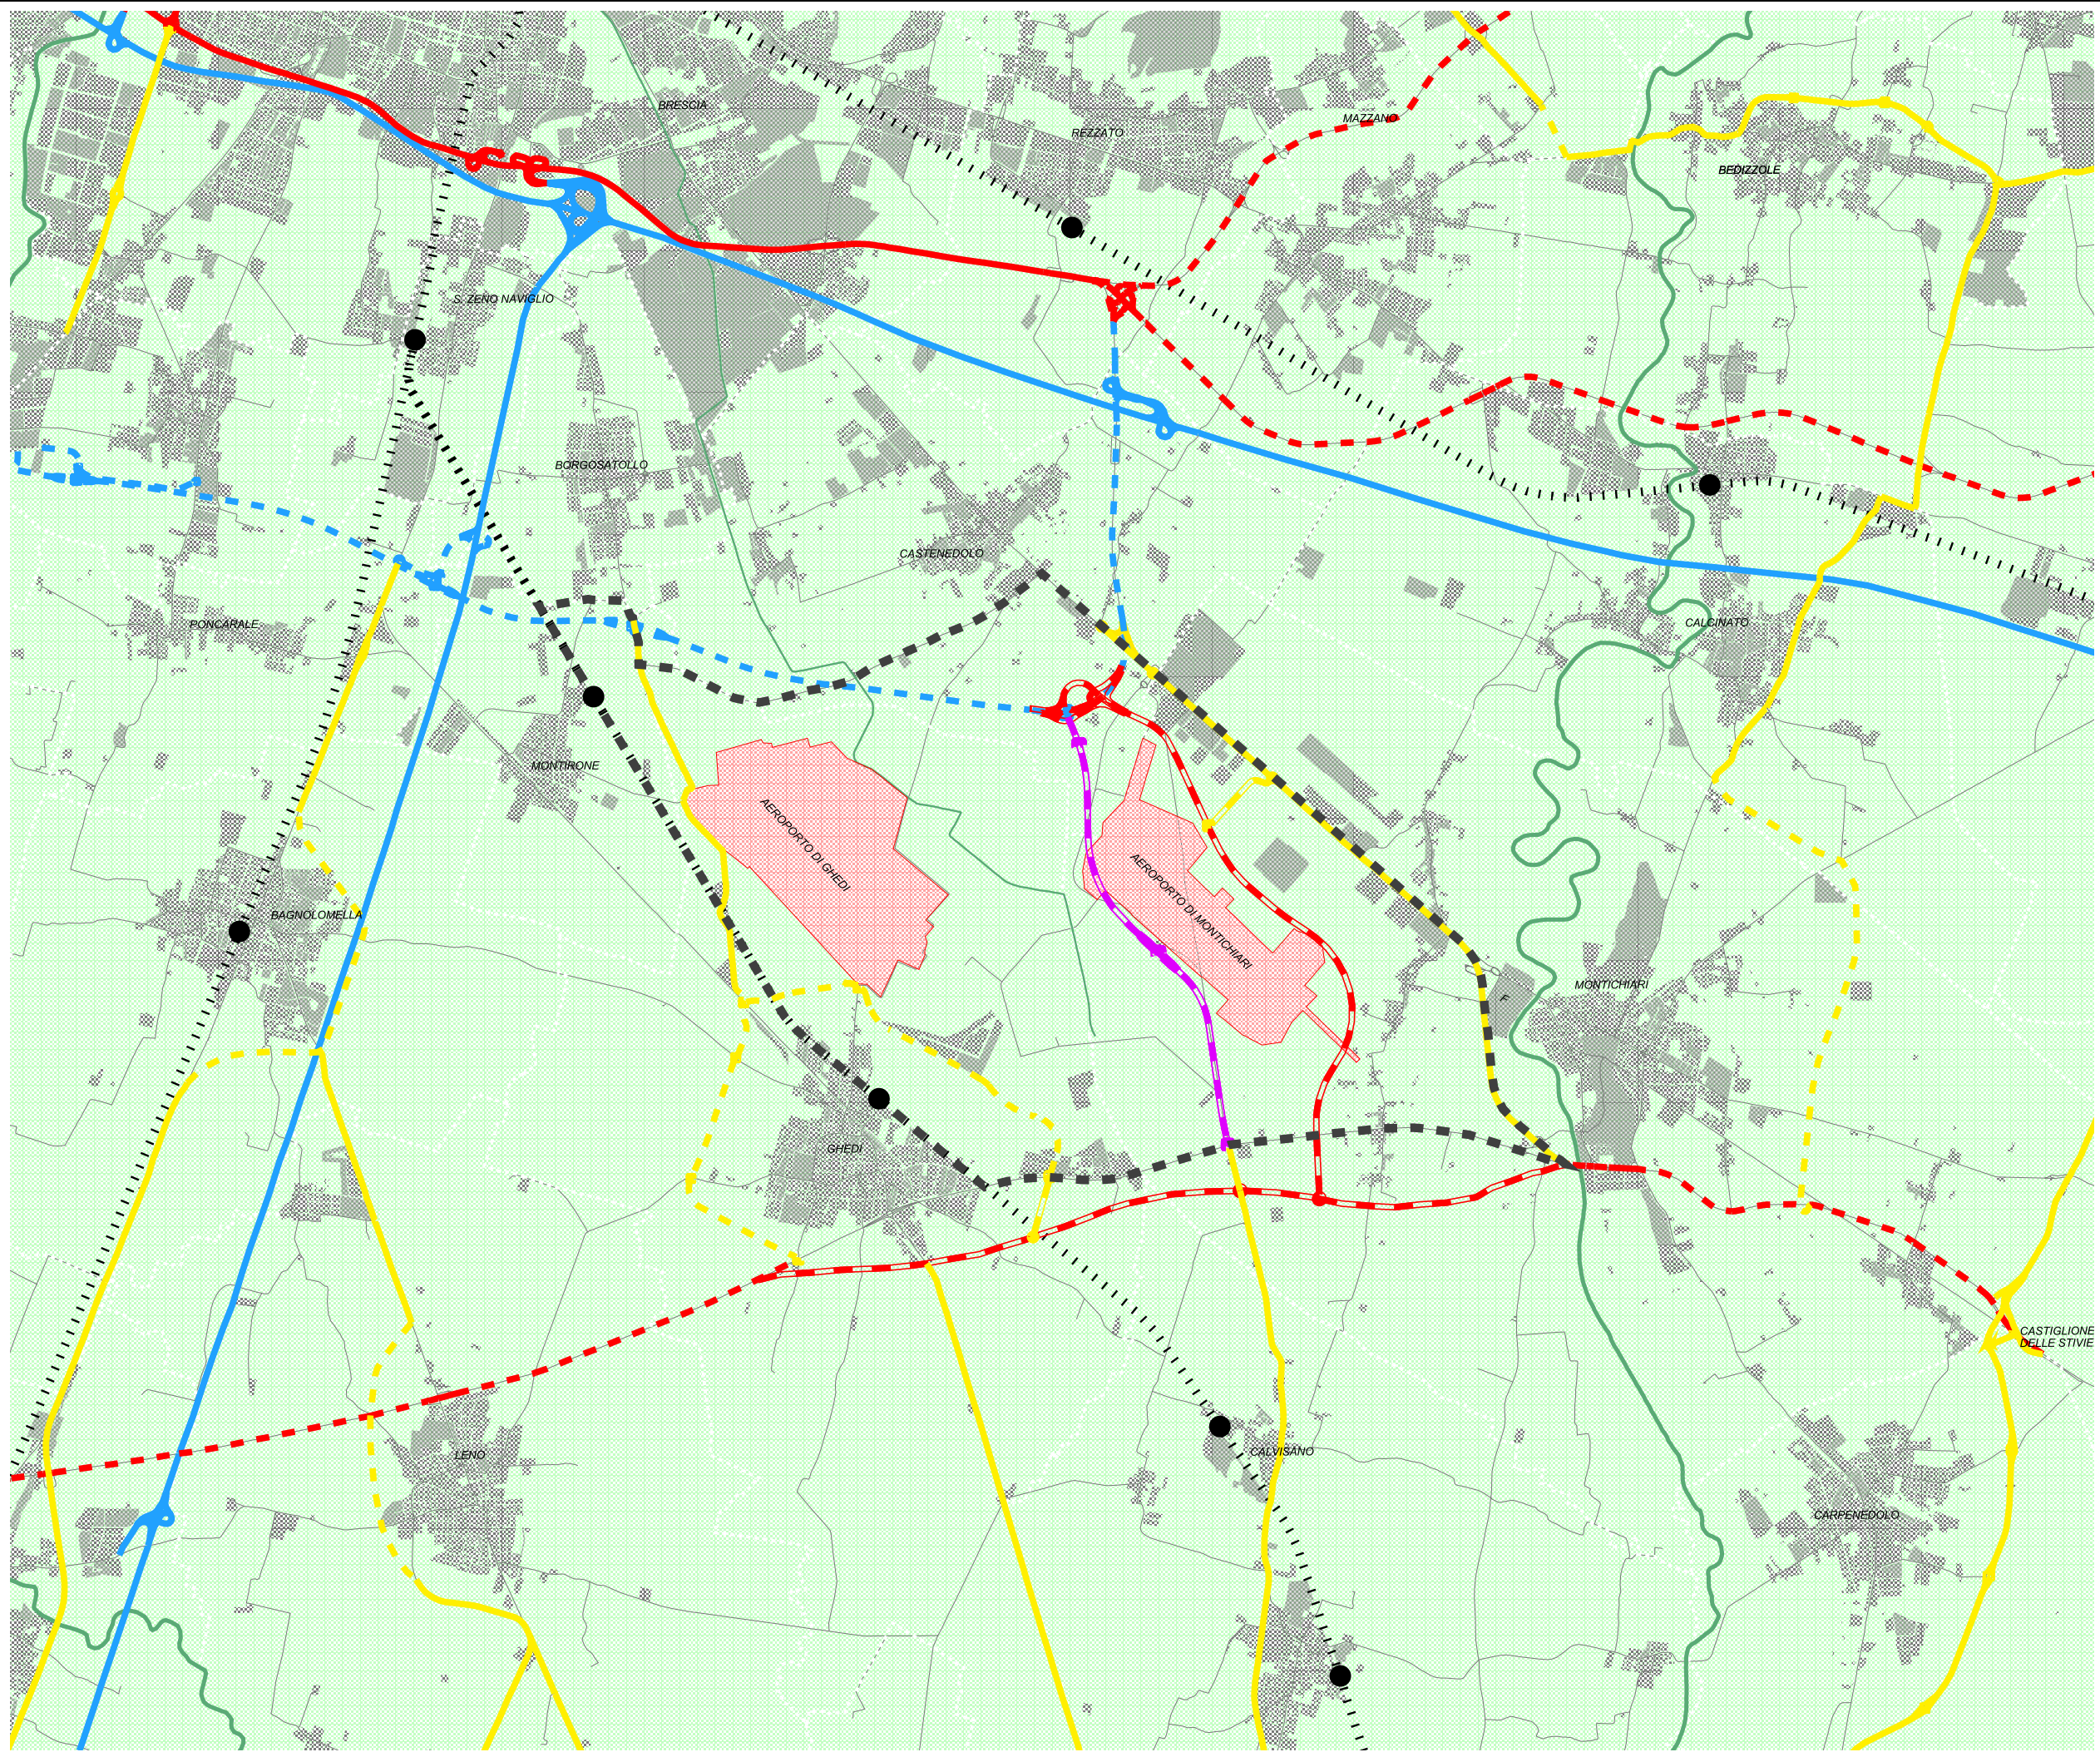 BRESCIA
MAZZANO
REZZATO
BEDIZZOLE
S. ZENO NAVIGLIO
BORGOSATOLLO
CASTENEDOLO
PONCARALE
CALCINATO
MONTIRONE
AEROPORTO DI GHEDI
AEROPORTO DI MONTICHIARI
BAGNOLOMELLA
MONTICHIARI
F
GHEDI
CASTIGLIONE
DELLE STIVIE
LENO
CALVISANO
CARPENEDOLO